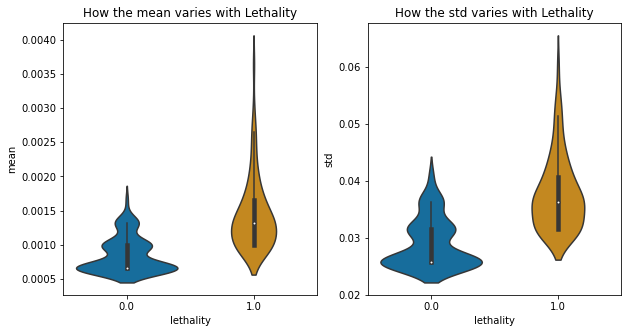 How the mean varies with Lethality
0.0040
0.0035
0.0030
0.0025
0.0020
0.0015
0.0010
0.0005
mean
0.0
1.0
lethality
How the std varies with Lethality
0.06
0.05
0.04
0.03
0.02
std
0.0
1.0
lethality